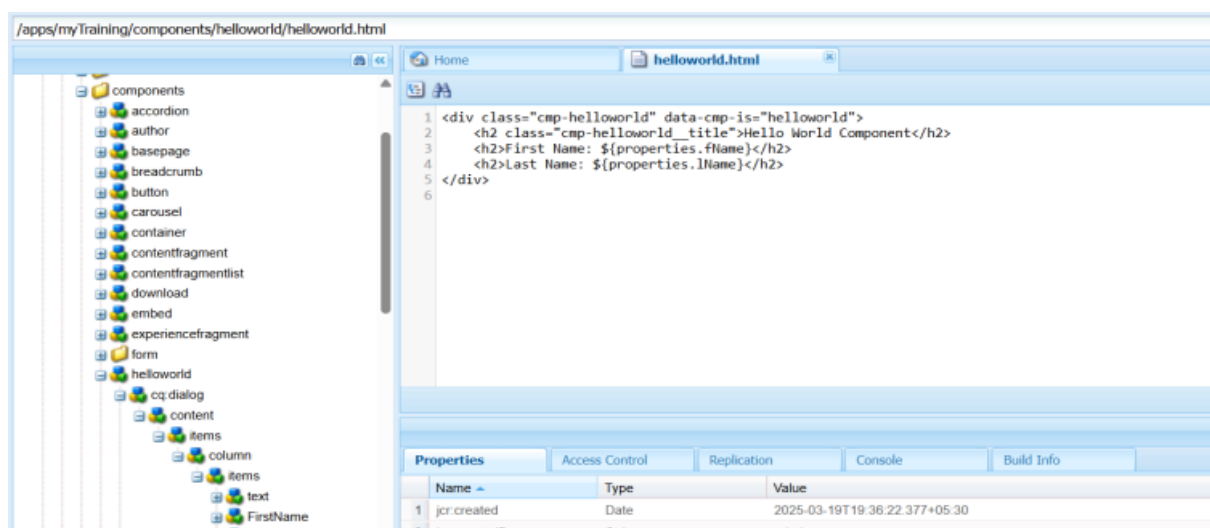 /apps/myTraining/components/helloworld/helloworld.html
Home
helloworld.html
components
accordion
author
basepage
breadcrumb
button
carousel
container
contentfragment
contentfragmentlist
download
embed
experiencefragment
form
helloworld
cq:dialog
content
items
column
items
text
FirstName
1 <div class="cmp-helloworld" data-cmp-is="helloworld">
2 <h2 class="cmp-helloworld__title">Hello World Component</h2>
3 <h2>First Name: ${properties.fName}</h2>
4 <h2>Last Name: ${properties.lName}</h2>
5 </div>
6
Properties Access Control Replication Console Build Info
Name Type Value
1 jcr:created Date 2025-03-19T19:36:22.377+05:30